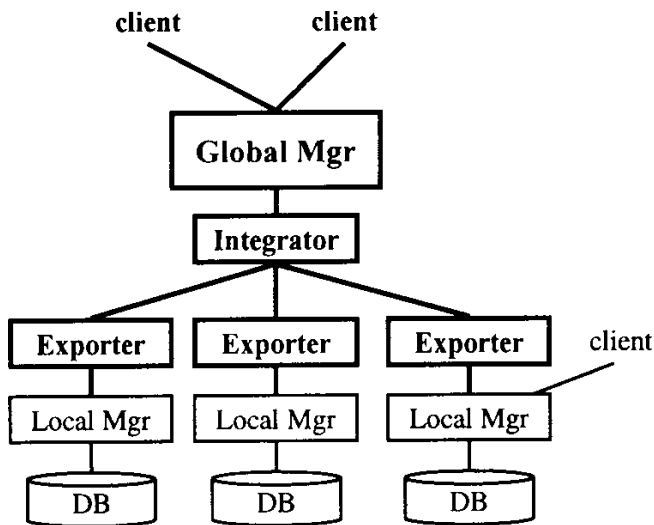 client client
Global Mgr
Integrator
Exporter Exporter Exporter client
Local Mgr Local Mgr Local Mgr
DB DB DB